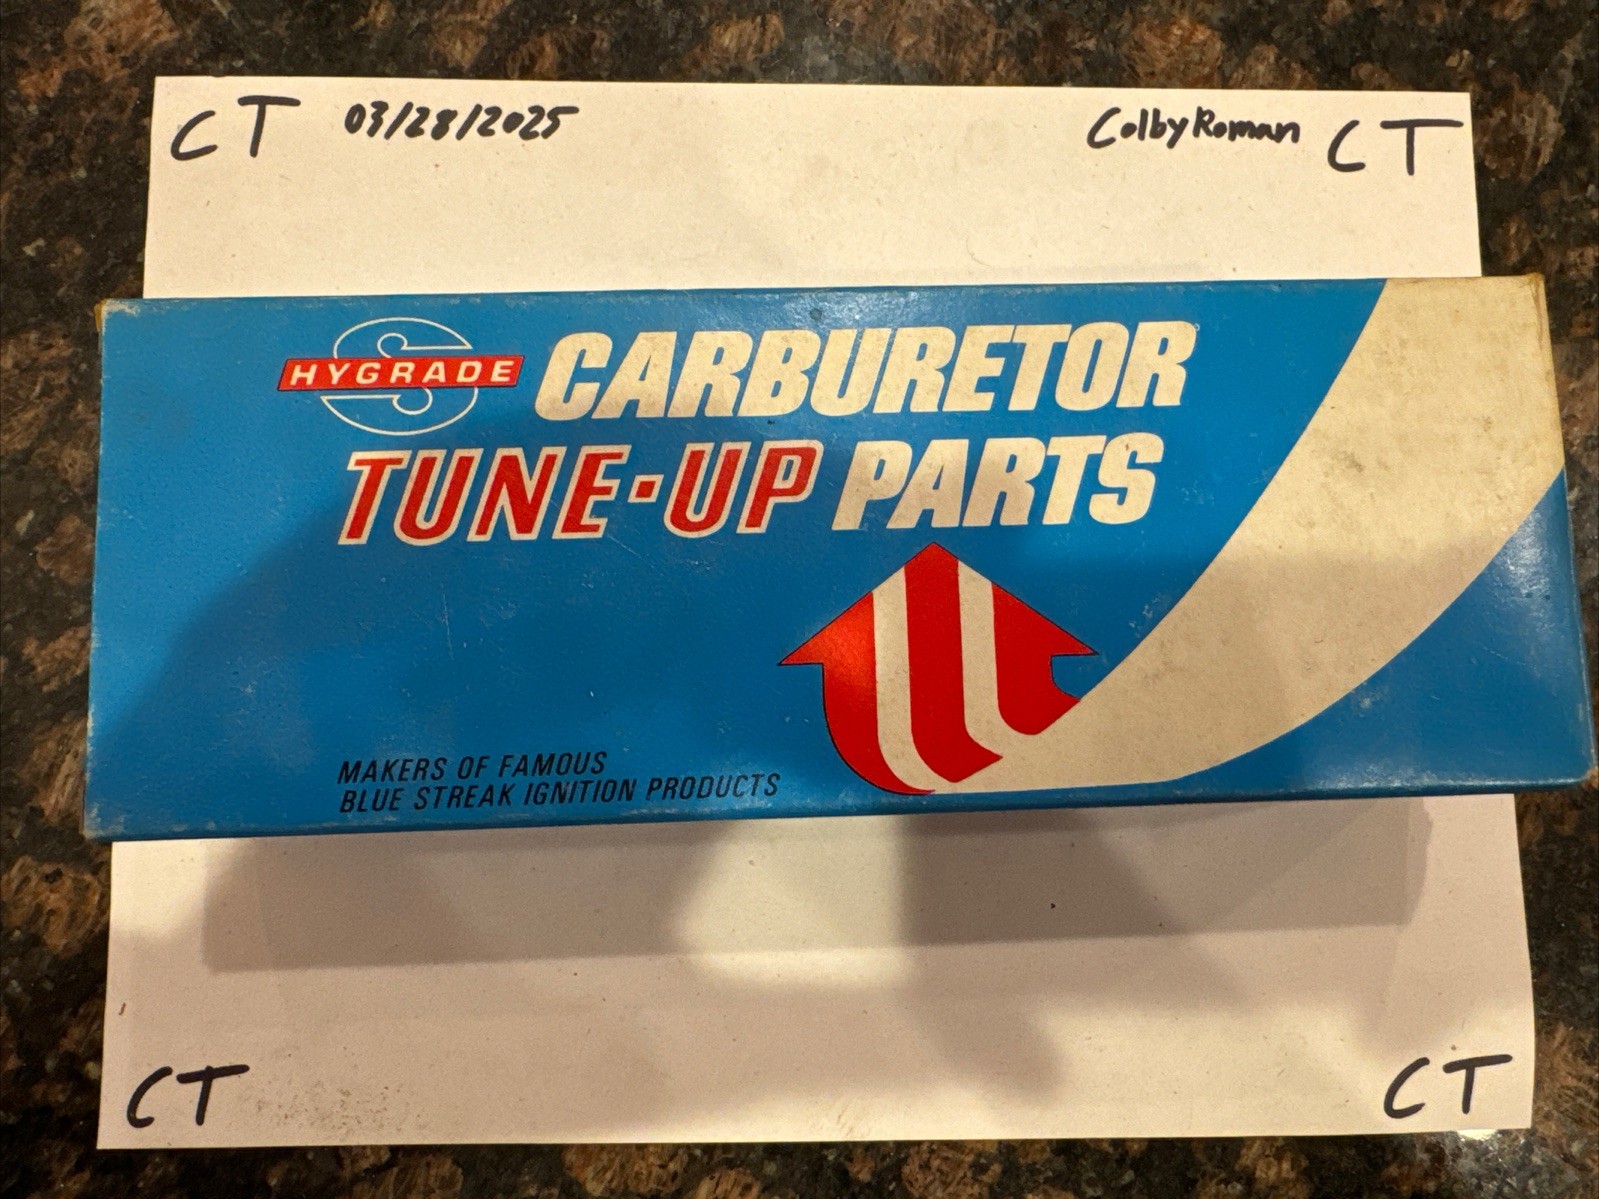 CT 03/28/2025 ColbyRoman CT
S
HYGRADE
CARBURETOR
TUNE-UP PARTS
MAKERS OF FAMOUS
BLUE STREAK IGNITION PRODUCTS
CT CT